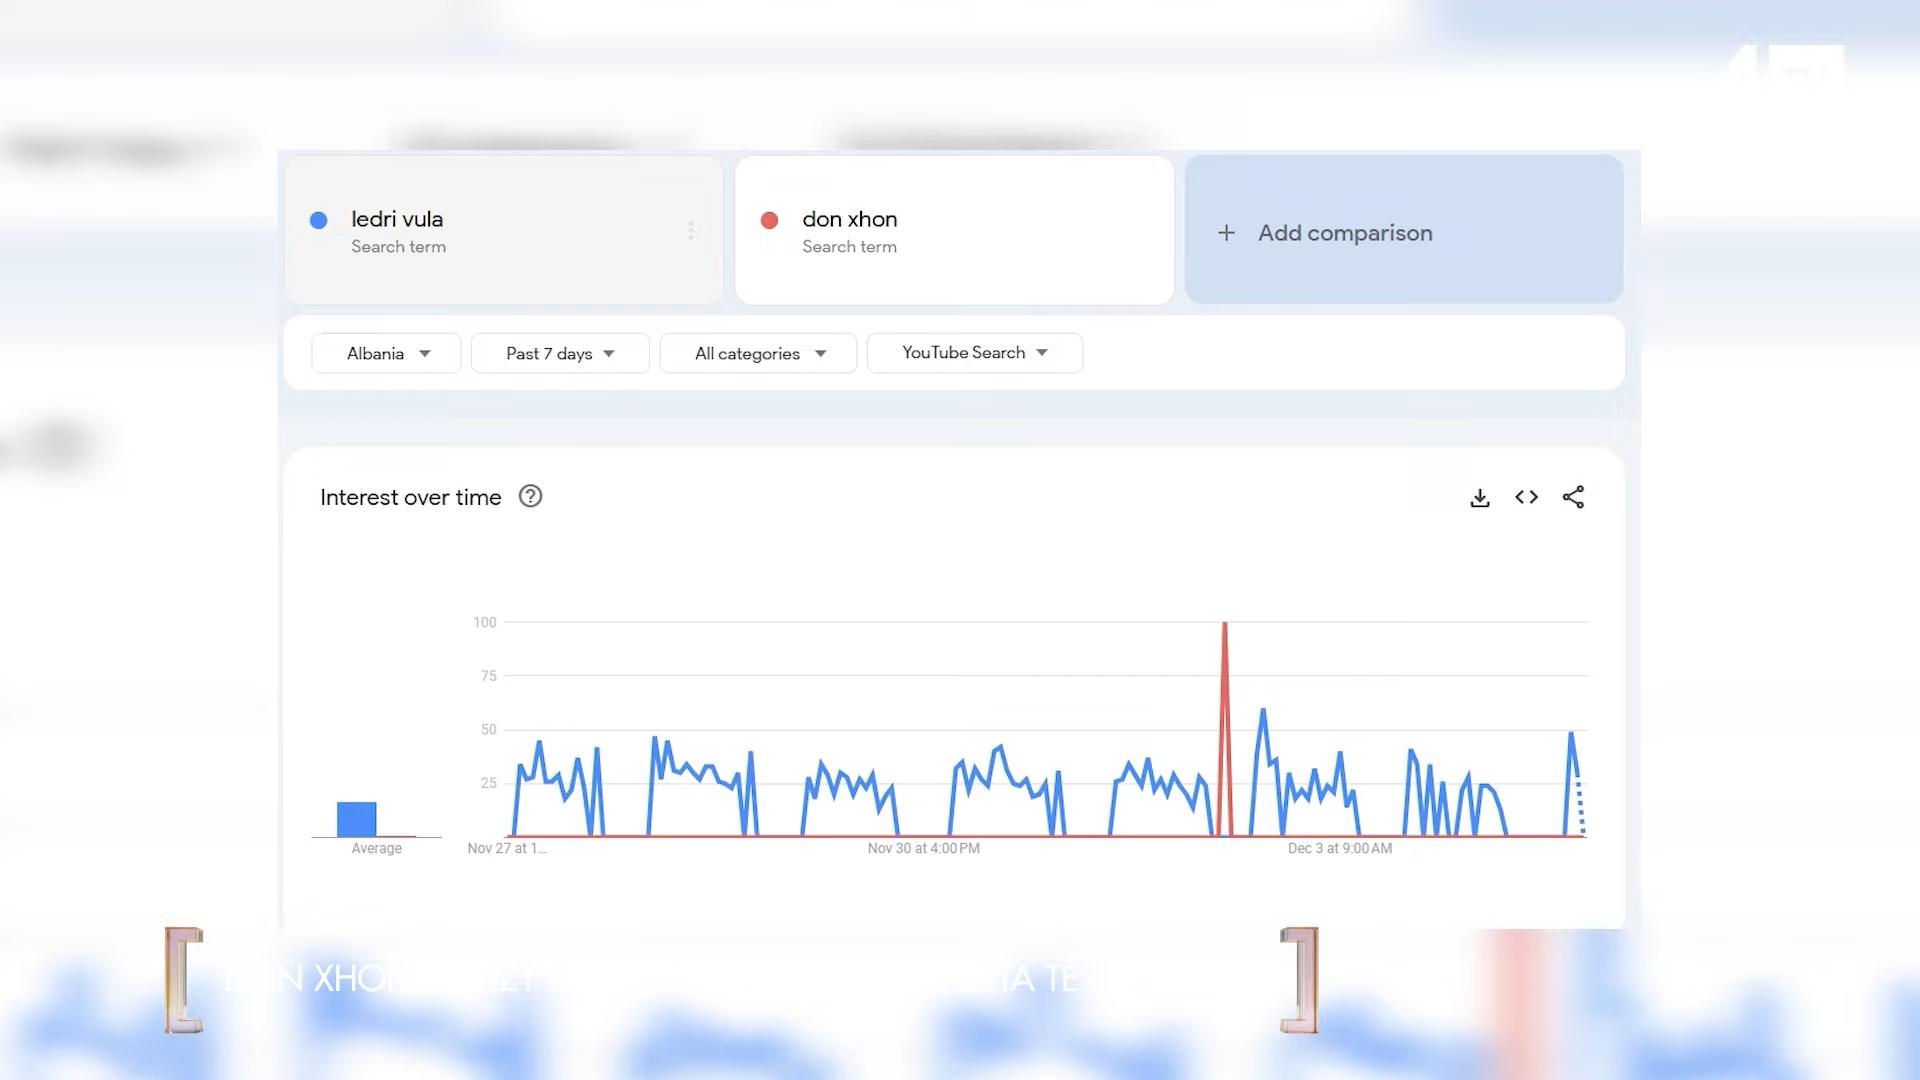 ledri vula
Search term
don xhon
Search term
+ Add comparison
Albania
Past 7 days
All categories
YouTube Search
Interest over time
100
75
50
25
Average
Nov 27 at 1...
Nov 30 at 4:00 PM
Dec 3 at 9:00 AM
XHO
TE